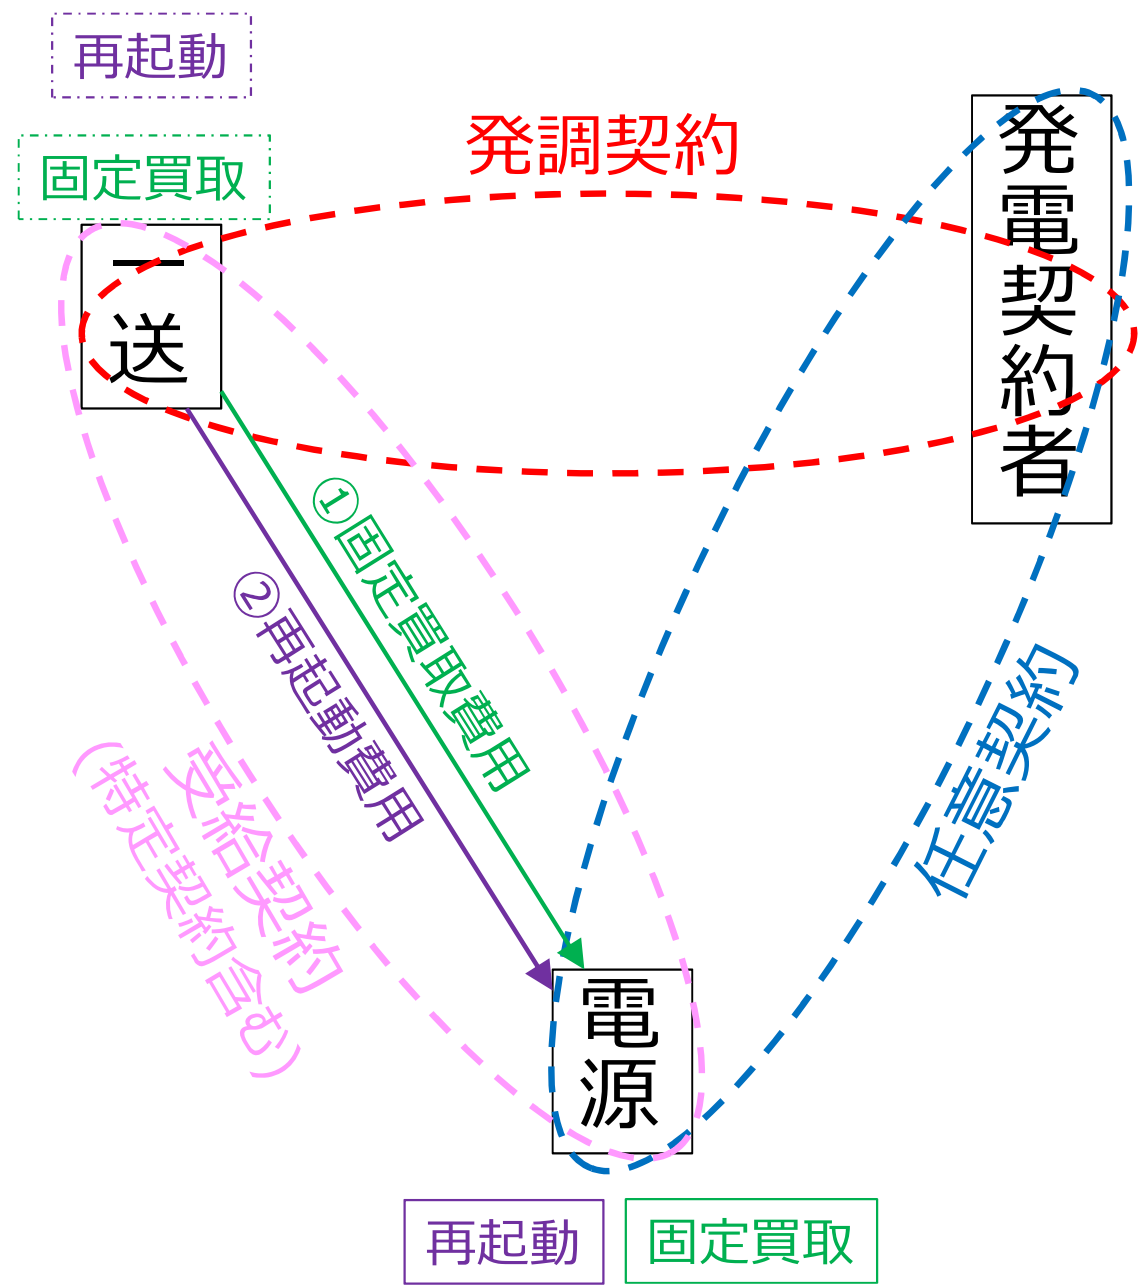 再起動
固定買取
発調契約
一送
発電契約者
①固定買取費用
②再起動費用
受給契約
(特定契約含む)
任意契約
電源
再起動
固定買取